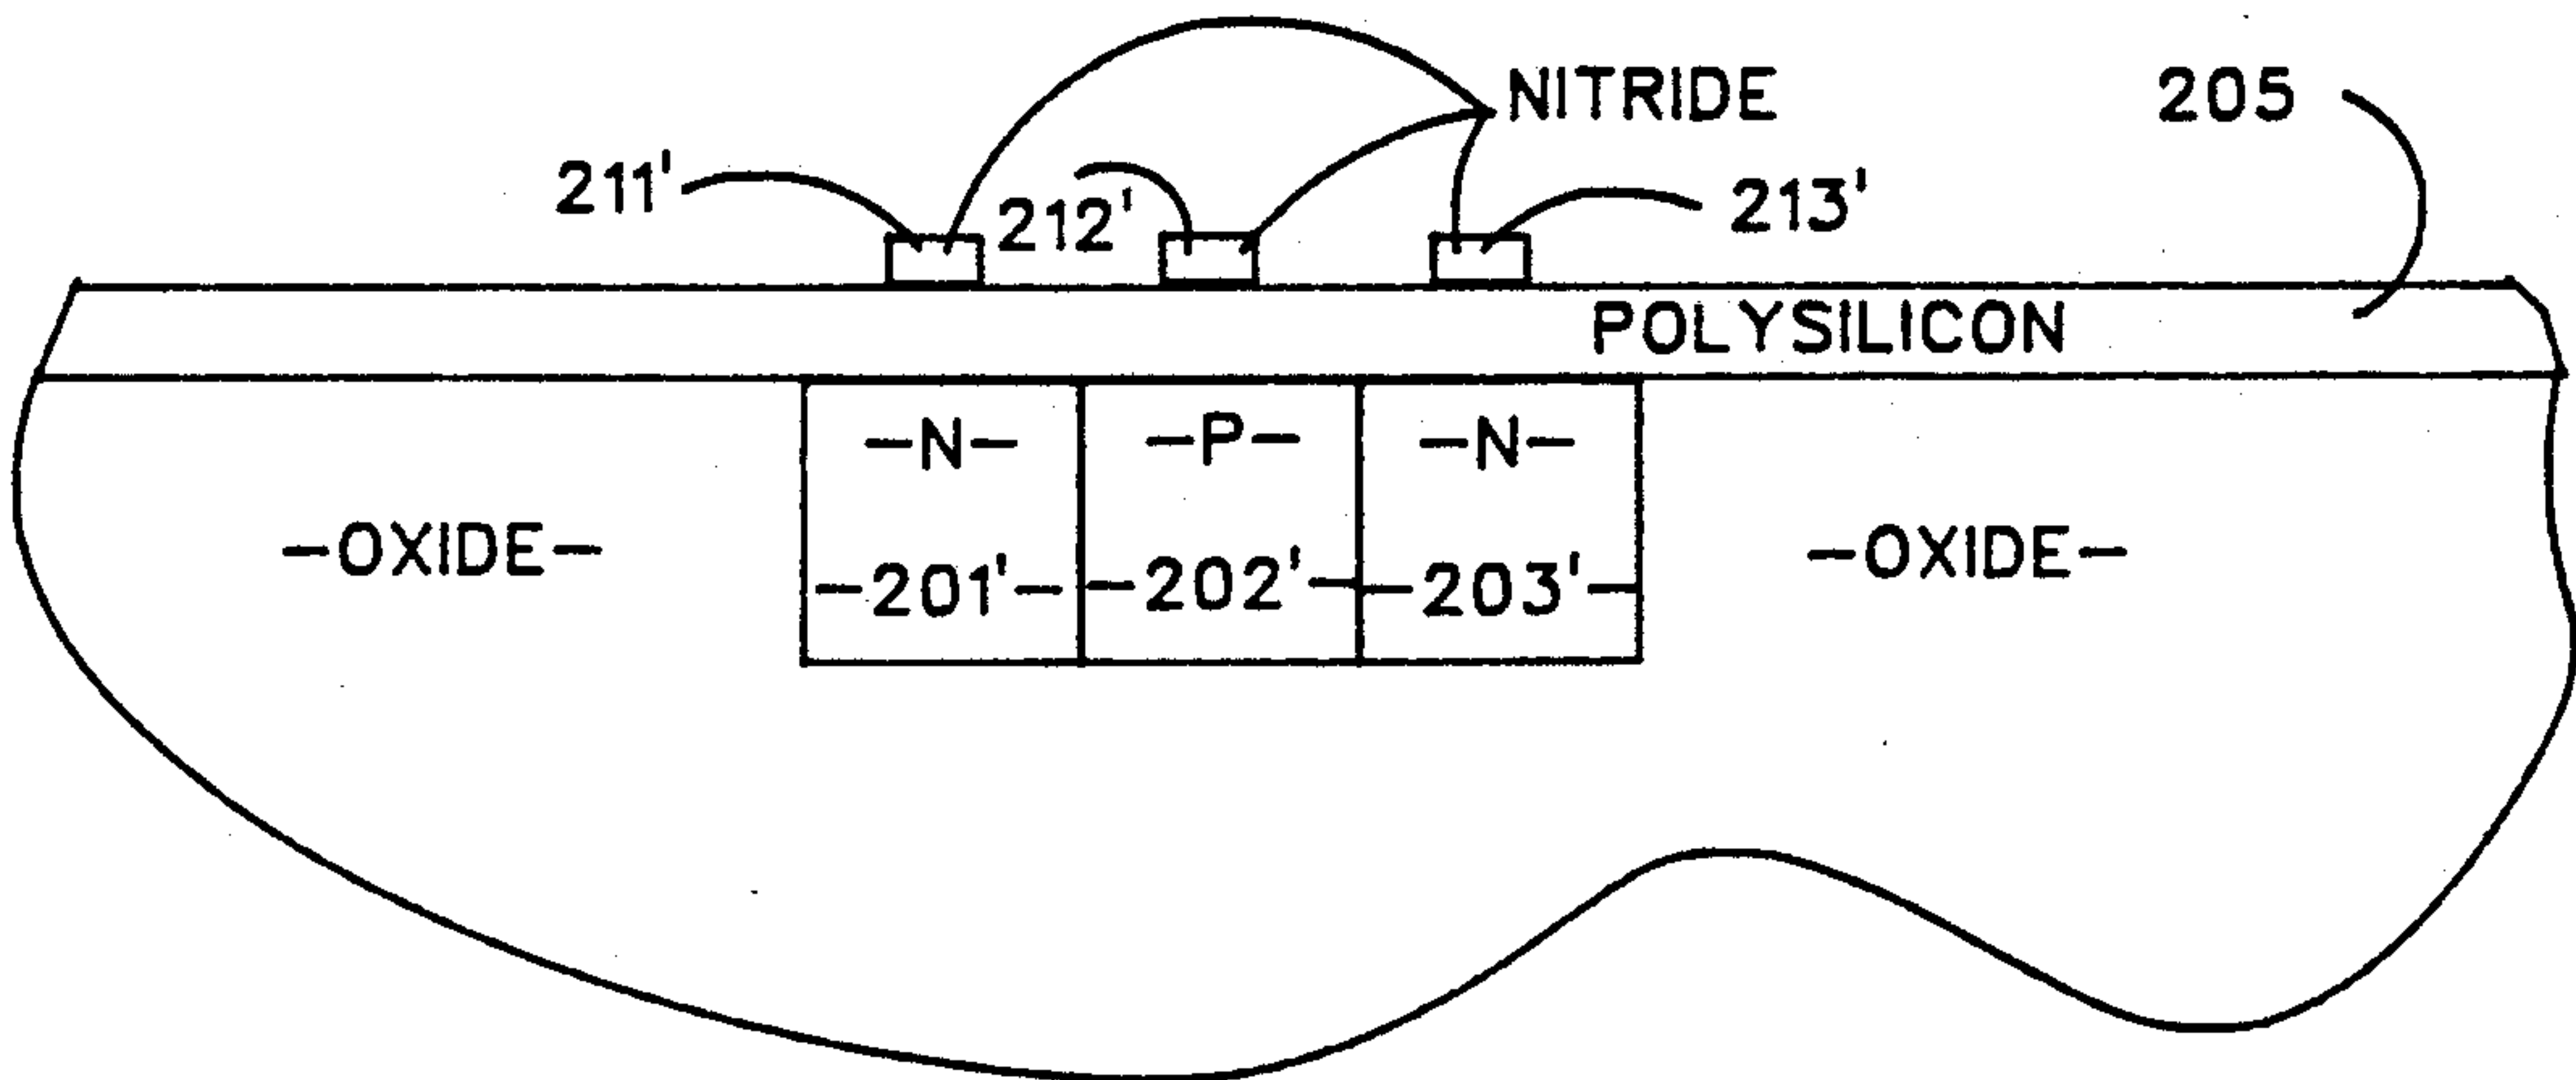 NITRIDE
205
211'
212'
213'
POLYSILICON
-N-
-P-
-N-
-OXIDE-
-201'-
-202'-
-203'-
-OXIDE-